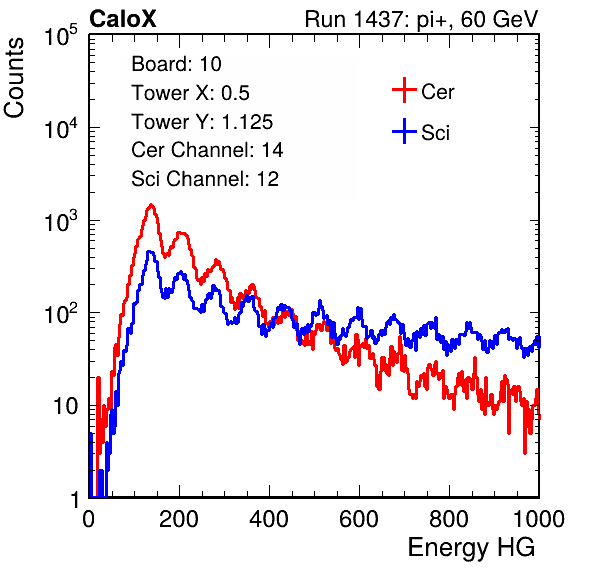 CaloX Run 1437: pi+, 60 GeV
Board: 10
Tower X: 0.5
Tower Y: 1.125
Cer Channel: 14
Sci Channel: 12
Cer
Sci
Counts
10^5
10^4
10^3
10^2
10
1
0 200 400 600 800 1000
Energy HG